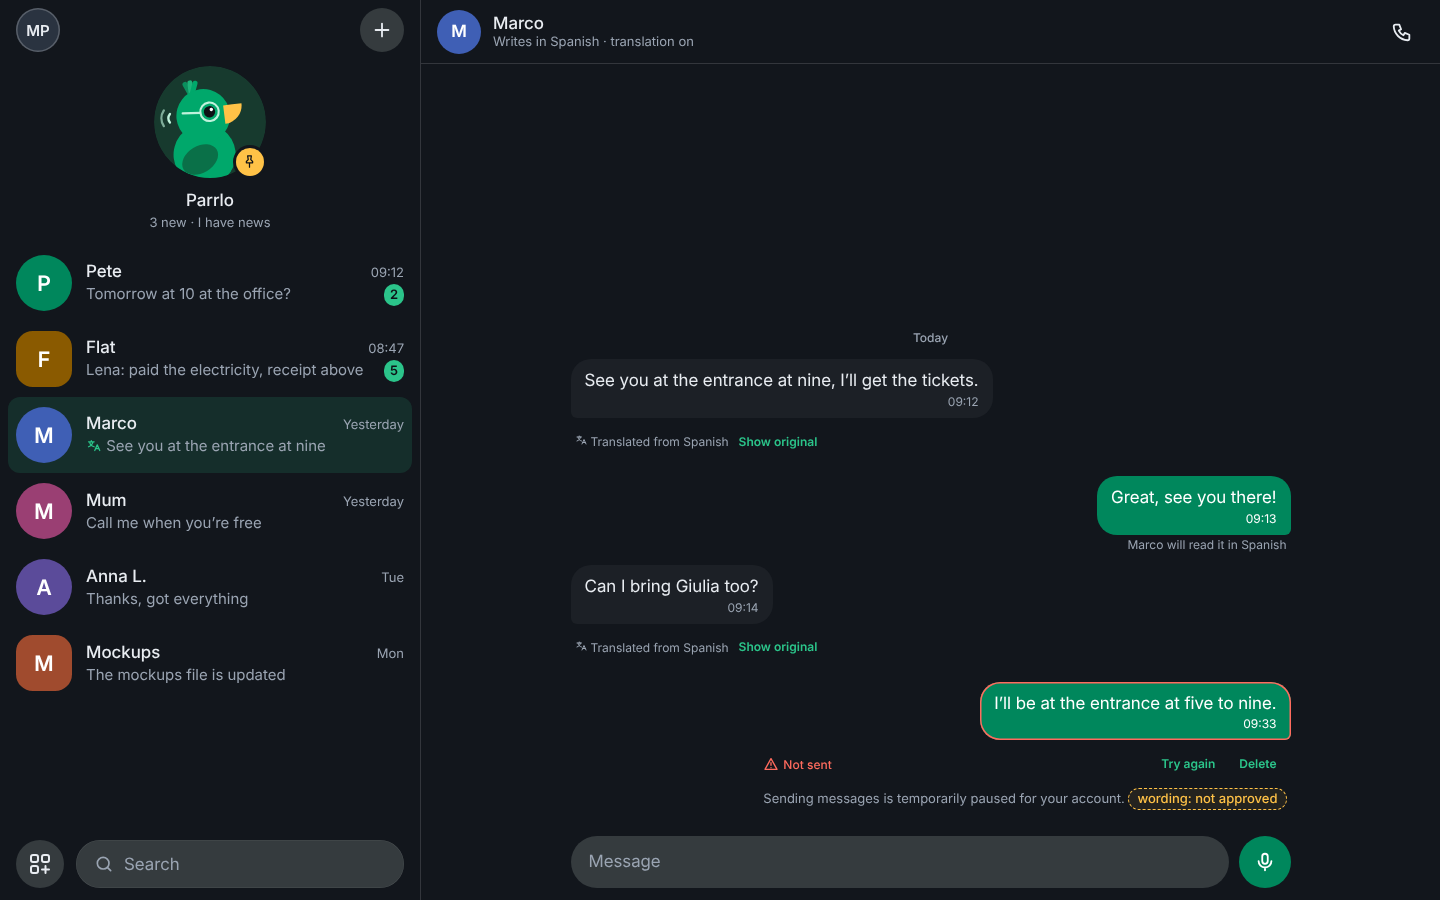 MP
Parrlo
3 new · I have news
P
Pete
09:12
Tomorrow at 10 at the office?
2
F
Flat
08:47
Lena: paid the electricity, receipt above
5
M
Marco
Yesterday
See you at the entrance at nine
M
Mum
Yesterday
Call me when you’re free
A
Anna L.
Tue
Thanks, got everything
M
Mockups
Mon
The mockups file is updated
Search
M
Marco
Writes in Spanish · translation on
Today
See you at the entrance at nine, I’ll get the tickets.
09:12
Translated from Spanish Show original
Great, see you there!
09:13
Marco will read it in Spanish
Can I bring Giulia too?
09:14
Translated from Spanish Show original
I’ll be at the entrance at five to nine.
09:33
Not sent
Try again Delete
Sending messages is temporarily paused for your account. wording: not approved
Message